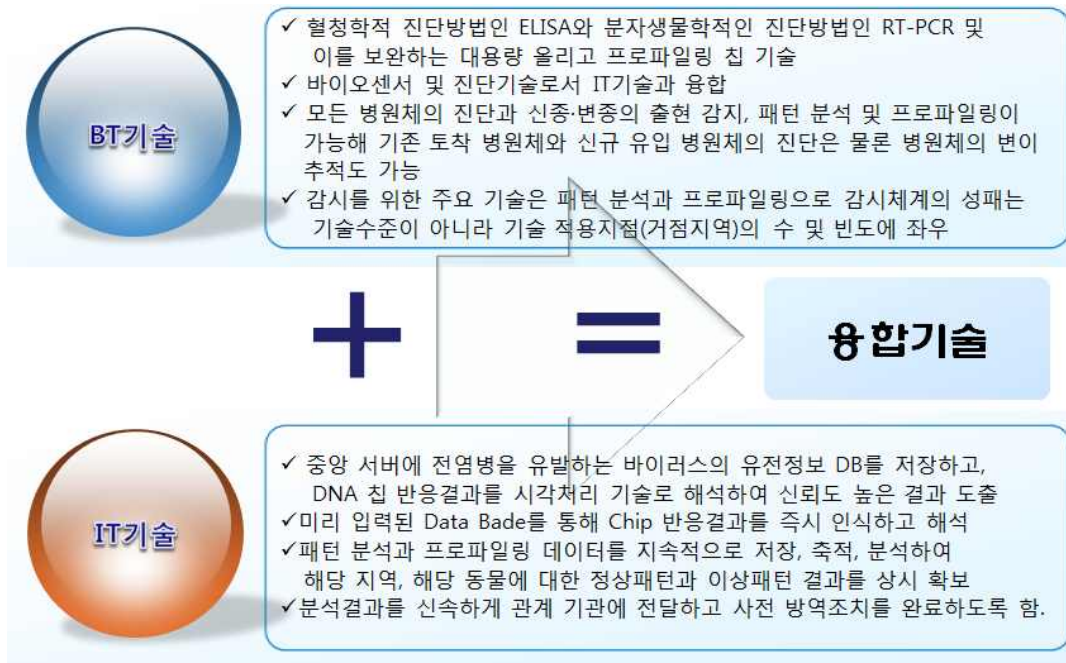 BT기술
✓ 혈청학적 진단방법인 ELISA와 분자생물학적인 진단방법인 RT-PCR 및
이를 보완하는 대용량 올리고 프로파일링 칩 기술
✓ 바이오센서 및 진단기술로서 IT기술과 융합
✓ 모든 병원체의 진단과 신종·변종의 출현 감지, 패턴 분석 및 프로파일링이
가능해 기존 토착 병원체와 신규 유입 병원체의 진단은 물론 병원체의 변이
추적도 가능
✓ 감시를 위한 주요 기술은 패턴 분석과 프로파일링으로 감시체계의 성패는
기술수준이 아니라 기술 적용지점(거점지역)의 수 및 빈도에 좌우
+ = 융합기술
IT기술
✓ 중앙 서버에 전염병을 유발하는 바이러스의 유전정보 DB를 저장하고,
DNA 칩 반응결과를 시각처리 기술로 해석하여 신뢰도 높은 결과 도출
✓미리 입력된 Data Bade를 통해 Chip 반응결과를 즉시 인식하고 해석
✓패턴 분석과 프로파일링 데이터를 지속적으로 저장, 축적, 분석하여
해당 지역, 해당 동물에 대한 정상패턴과 이상패턴 결과를 상시 확보
✓분석결과를 신속하게 관계 기관에 전달하고 사전 방역조치를 완료하도록 함.